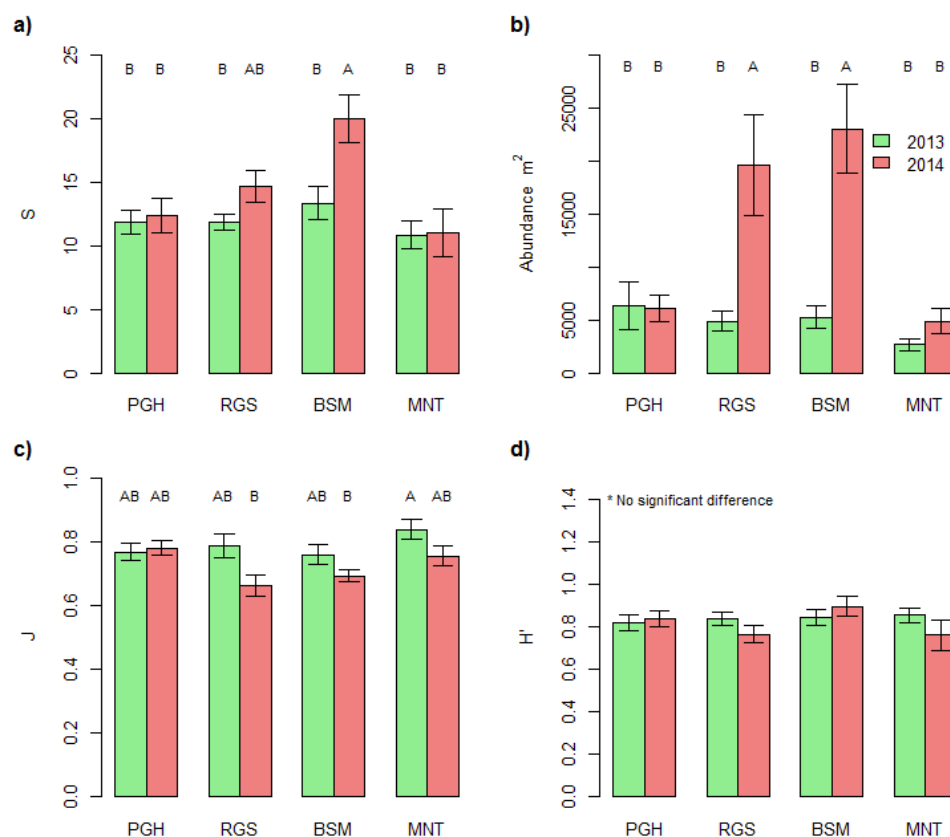 a)
25
20
15
10
5
0
S
B B B AB B A B B
PGH RGS BSM MNT
b)
25000
15000
5000
0
Abundance m²
B B B A B A B B
2013
2014
PGH RGS BSM MNT
c)
1.0
0.8
0.6
0.4
0.2
0.0
J
AB AB AB B AB B A AB
PGH RGS BSM MNT
d)
1.4
1.2
1.0
0.8
0.6
0.4
0.2
0.0
H'
* No significant difference
PGH RGS BSM MNT